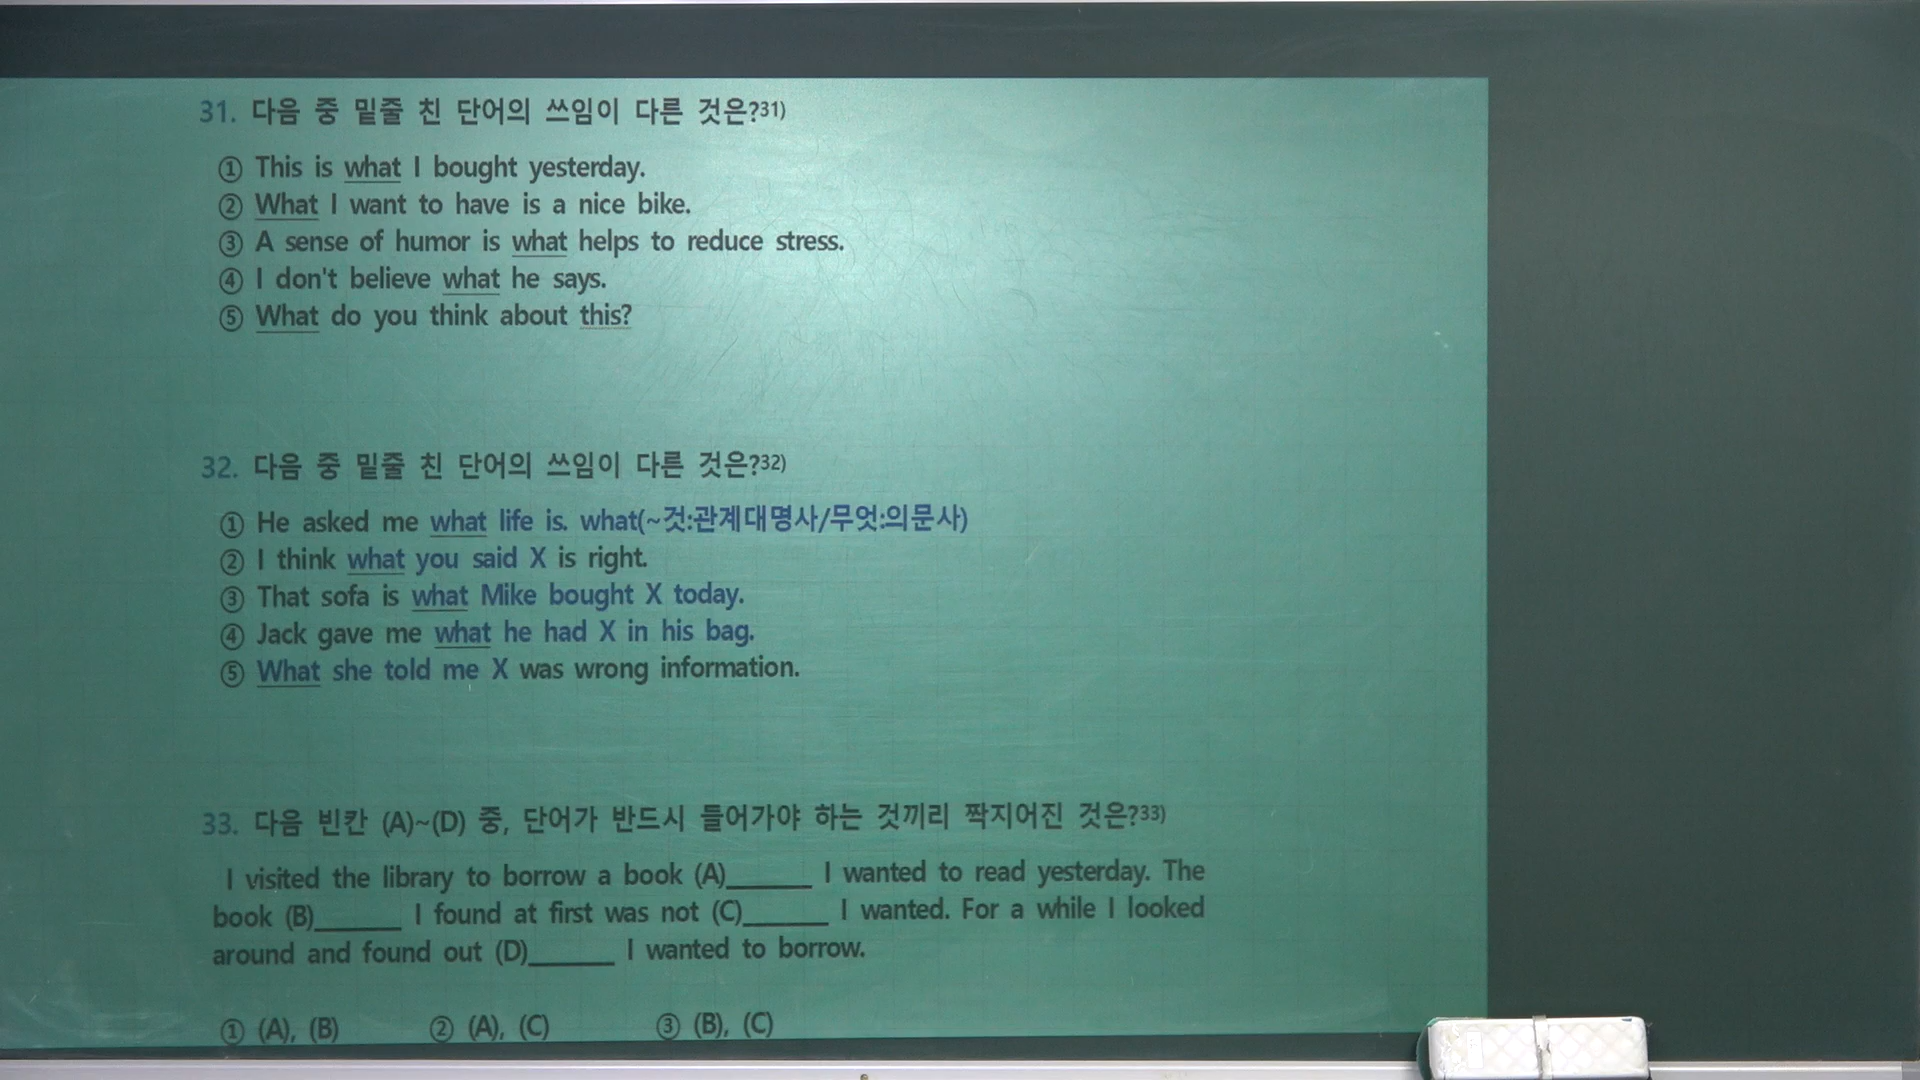 31. 다음 중 밑줄 친 단어의 쓰임이 다른 것은?31)
① This is what I bought yesterday.
② What I want to have is a nice bike.
③ A sense of humor is what helps to reduce stress.
④ I don't believe what he says.
⑤ What do you think about this?
32. 다음 중 밑줄 친 단어의 쓰임이 다른 것은?32)
① He asked me what life is. what(~것:관계대명사/무엇:의문사)
② I think what you said X is right.
③ That sofa is what Mike bought X today.
④ Jack gave me what he had X in his bag.
⑤ What she told me X was wrong information.
33. 다음 빈칸 (A)~(D) 중, 단어가 반드시 들어가야 하는 것끼리 짝지어진 것은?33)
I visited the library to borrow a book (A)______ I wanted to read yesterday. The
book (B)______ I found at first was not (C)______ I wanted. For a while I looked
around and found out (D)______ I wanted to borrow.
① (A), (B) ② (A), (C) ③ (B), (C)